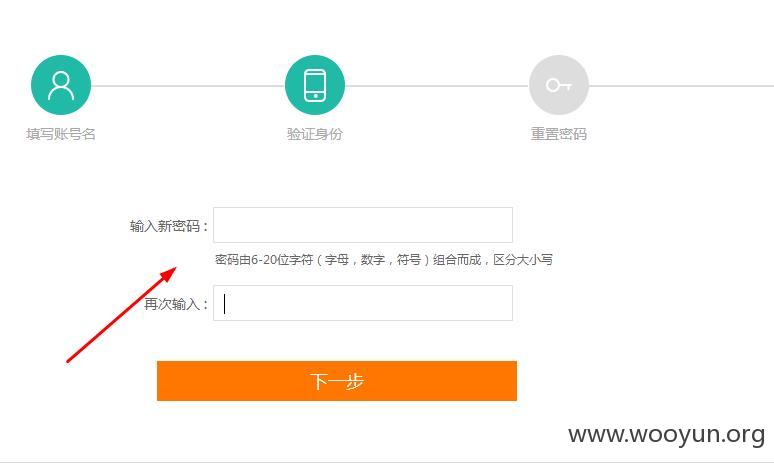 填写账号名 验证身份 重置密码
输入新密码：
密码由6-20位字符（字母，数字，符号）组合而成，区分大小写
再次输入：
下一步
www.wooyun.org